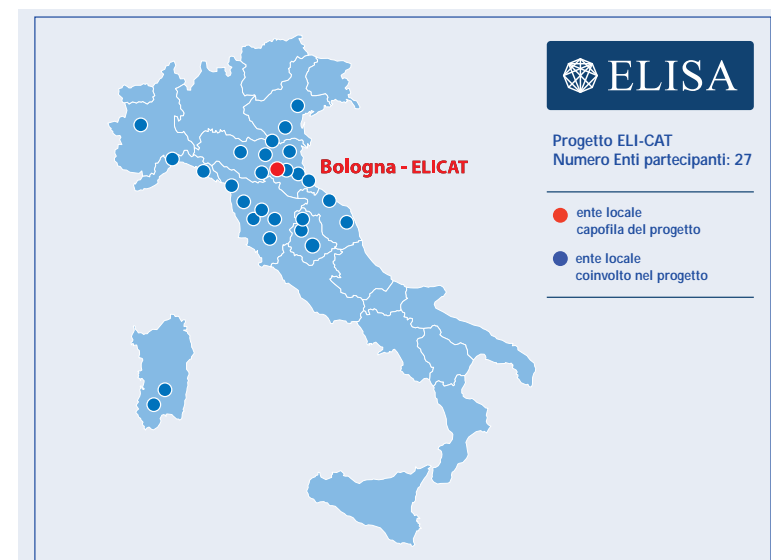 ELISA
Progetto ELI-CAT
Numero Enti partecipanti: 27
Bologna - ELICAT
ente locale
capofila del progetto
ente locale
coinvolto nel progetto